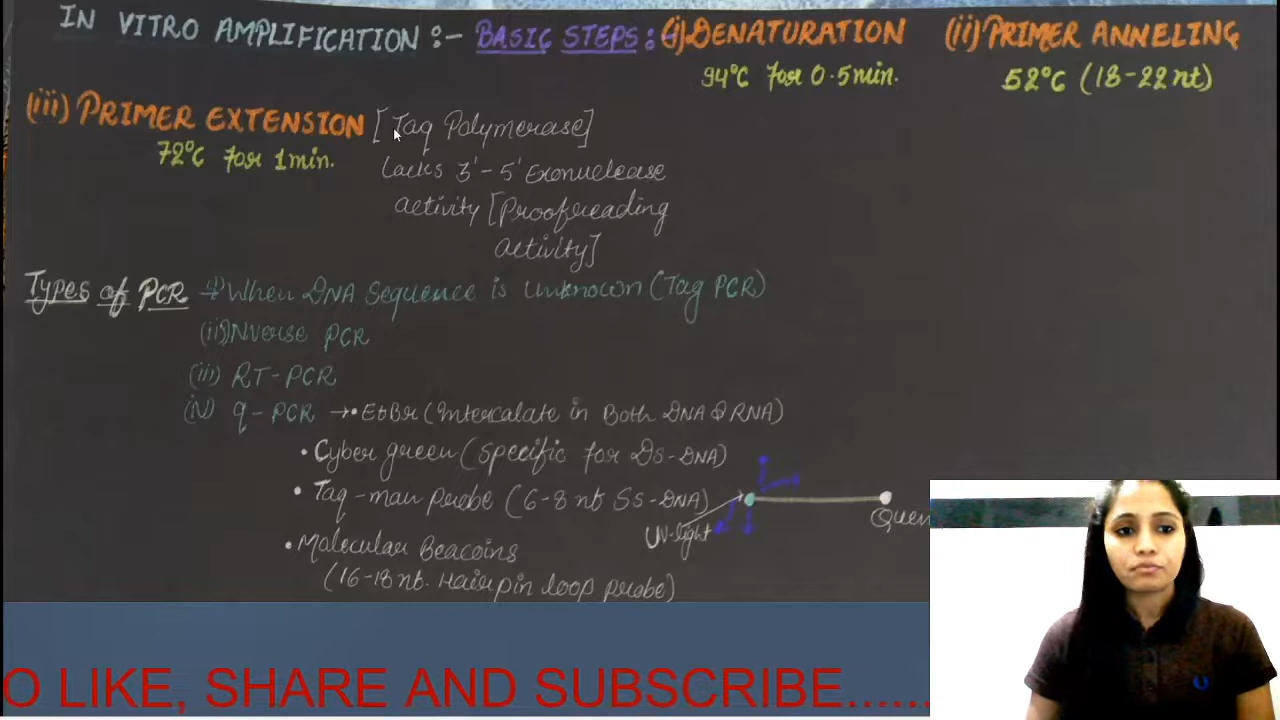 IN VITRO AMPLIFICATION :- BASIC STEPS :- (i) DENATURATION (ii) PRIMER ANNELING
94°C for 0.5min. 52°C (18-22 nt)
(iii) PRIMER EXTENSION [Taq Polymerase]
72°C for 1 min. Lacks 3'-5' Exonuclease
activity [Proofreading
activity]
Types of PCR → When DNA Sequence is unknown (Tag PCR)
(ii) Nverse PCR
(iii) RT-PCR
(iv) q-PCR → • EtBr (Intercalate in Both DNA & RNA)
• Cyber green (Specific for Ds-DNA)
• Taq-man Probe (6-8 nt Ss-DNA)
UV-light Quen
• Molecular Beacoins
(16-18 nt. Hairpin loop probe)
O LIKE, SHARE AND SUBSCRIBE.......